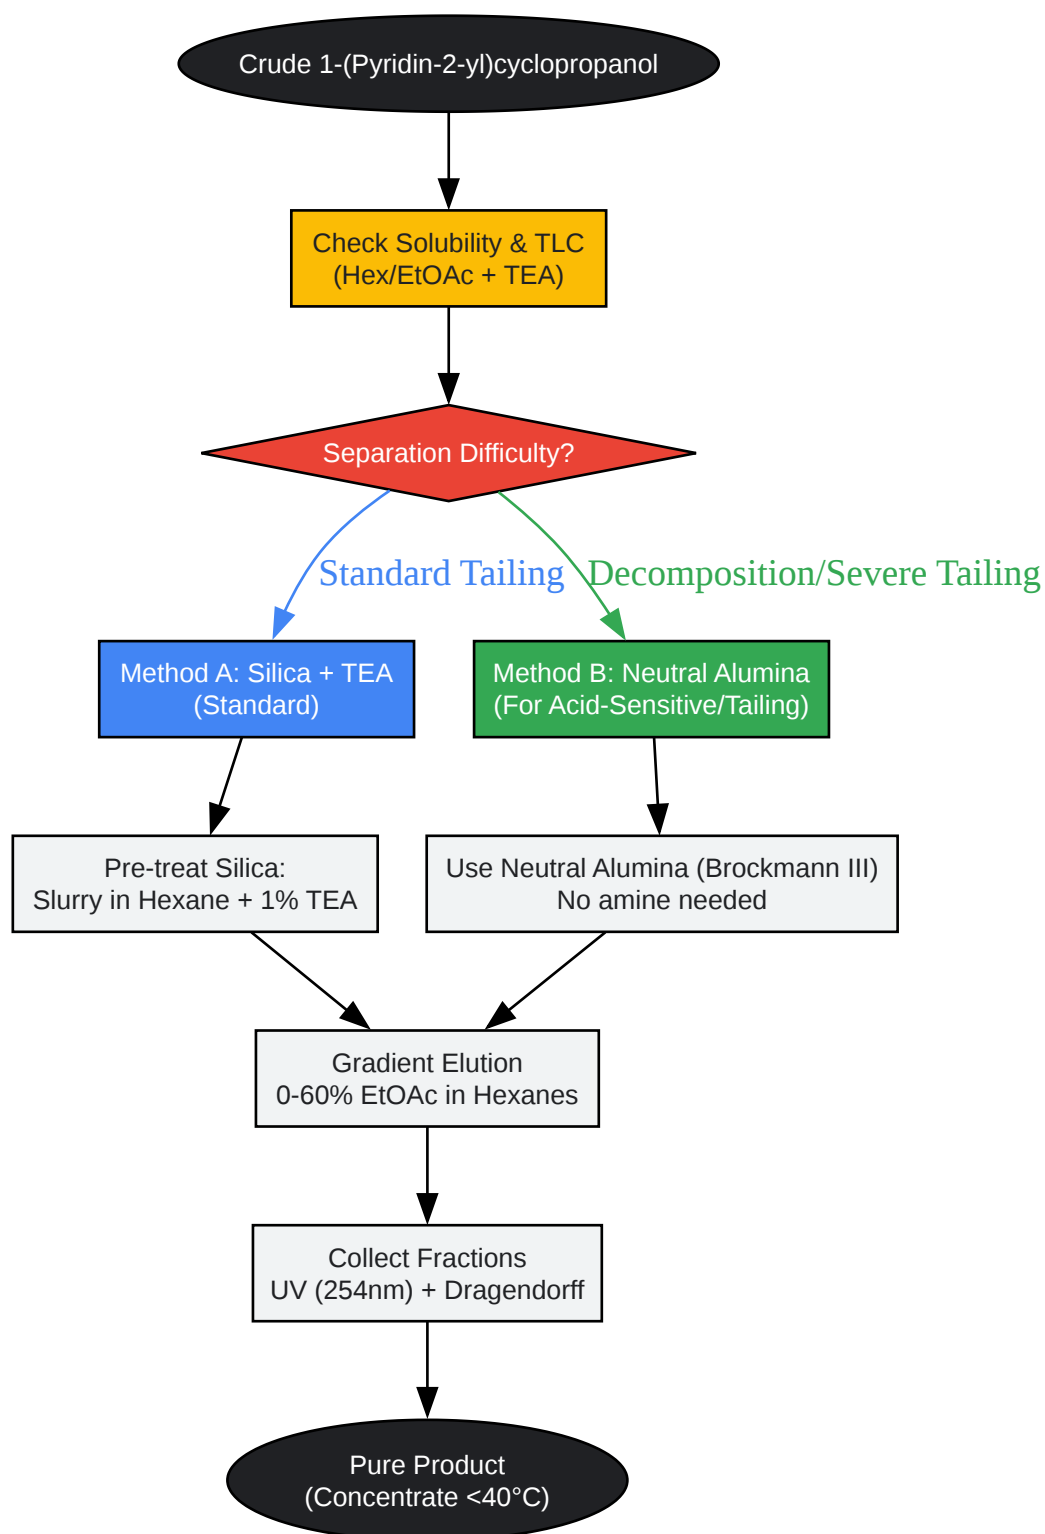 Crude 1-(Pyridin-2-yl)cyclopropanol
Check Solubility & TLC
(Hex/EtOAc + TEA)
Separation Difficulty?
Standard Tailing
Decomposition/Severe Tailing
Method A: Silica + TEA
(Standard)
Method B: Neutral Alumina
(For Acid-Sensitive/Tailing)
Pre-treat Silica:
Slurry in Hexane + 1% TEA
Use Neutral Alumina (Brockmann III)
No amine needed
Gradient Elution
0-60% EtOAc in Hexanes
Collect Fractions
UV (254nm) + Dragendorff
Pure Product
(Concentrate <40°C)